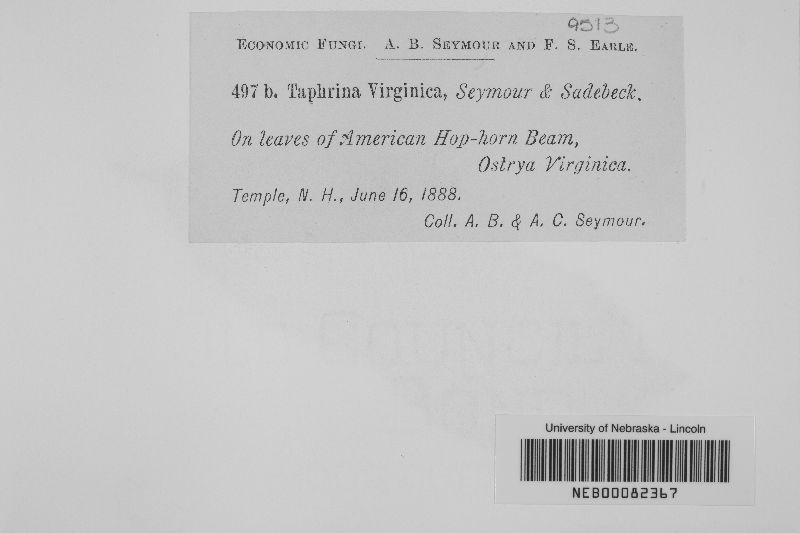 9513
Economic Fungi. A. B. Seymour and F. S. Earle.
497 b. Taphrina Virginica, Seymour & Sadebeck.
On leaves of American Hop-horn Beam,
Ostrya Virginica.
Temple, N. H., June 16, 1888.
Coll. A. B. & A. C. Seymour.
University of Nebraska - Lincoln
NEB00082367